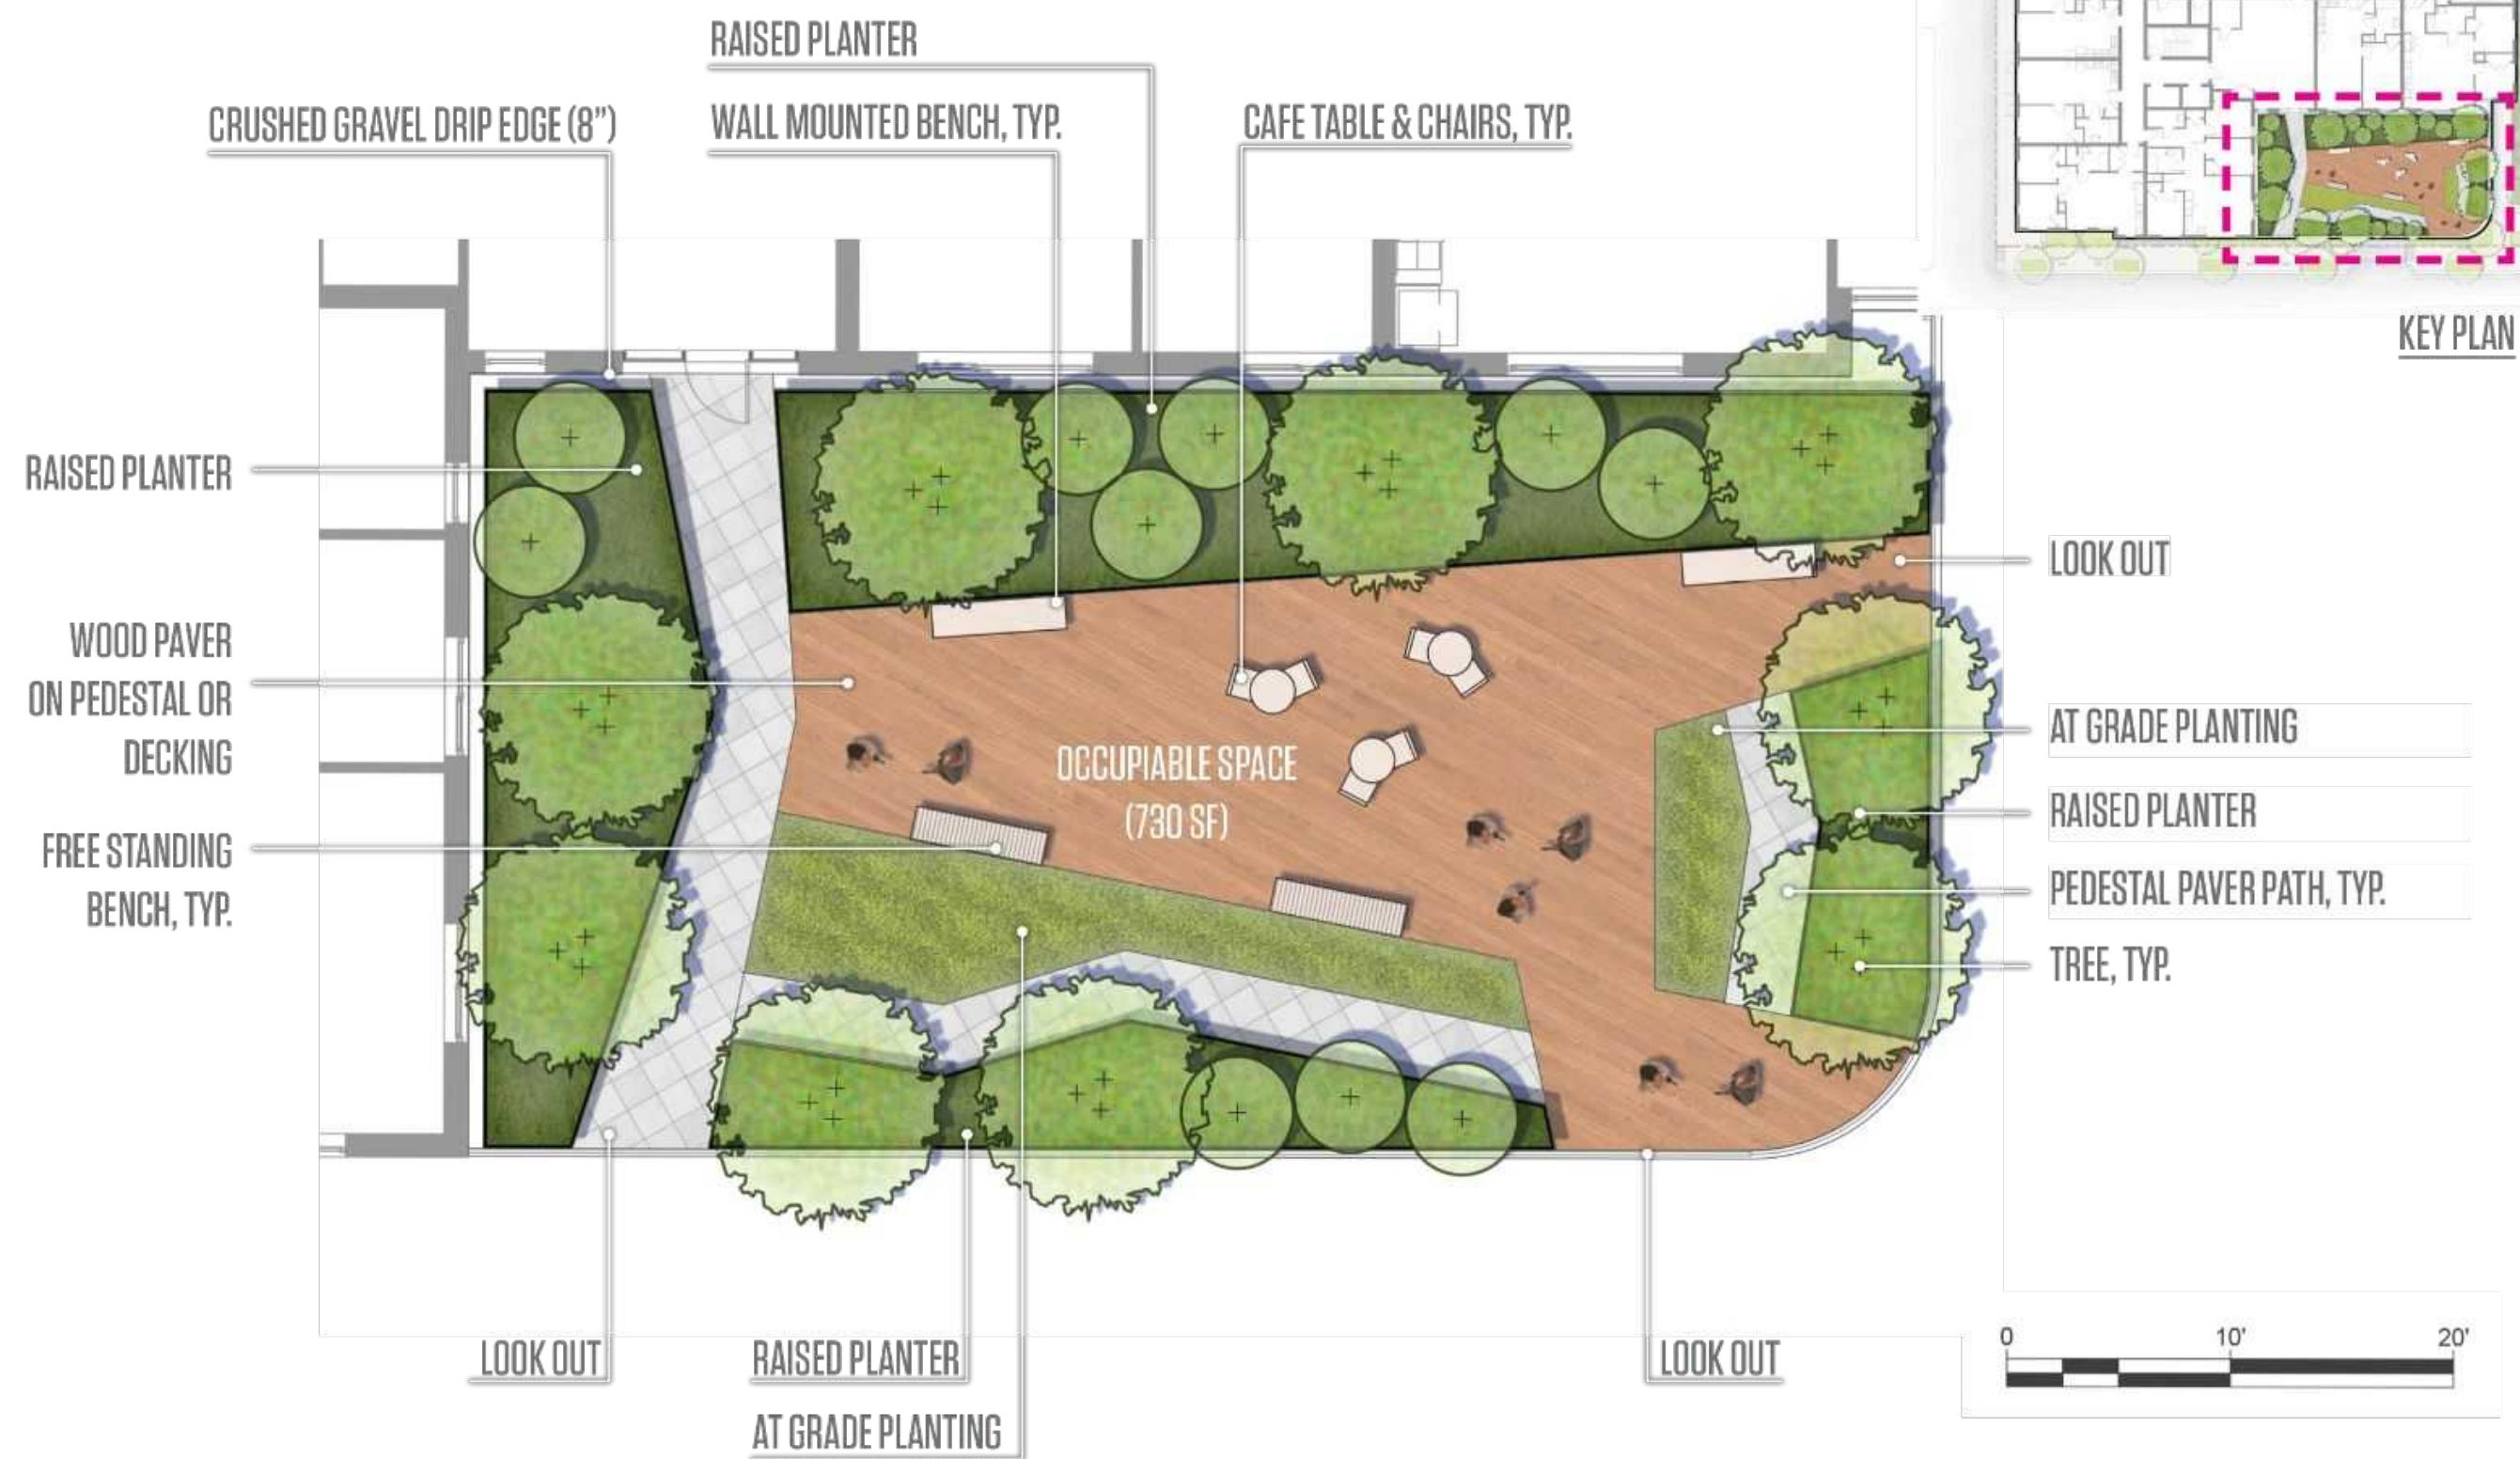 RAISED PLANTER
CRUSHED GRAVEL DRIP EDGE (8”)
WALL MOUNTED BENCH, TYP.
CAFE TABLE & CHAIRS, TYP.
KEY PLAN
RAISED PLANTER
WOOD PAVER
ON PEDESTAL OR
DECKING
FREE STANDING
BENCH, TYP.
OCCUPIABLE SPACE
(730 SF)
LOOK OUT
AT GRADE PLANTING
RAISED PLANTER
PEDESTAL PAVER PATH, TYP.
TREE, TYP.
LOOK OUT
RAISED PLANTER
AT GRADE PLANTING
LOOK OUT
0 10' 20'